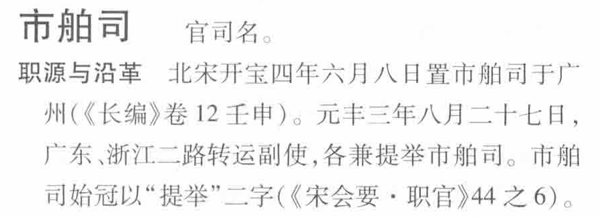 市舶司 官司名。
职源与沿革 北宋开宝四年六月八日置市舶司于广
州(《长编》卷12壬申)。元丰三年八月二十七日，
广东、浙江二路转运副使，各兼提举市舶司。市舶
司始冠以“提举”二字(《宋会要·职官》44之6)。